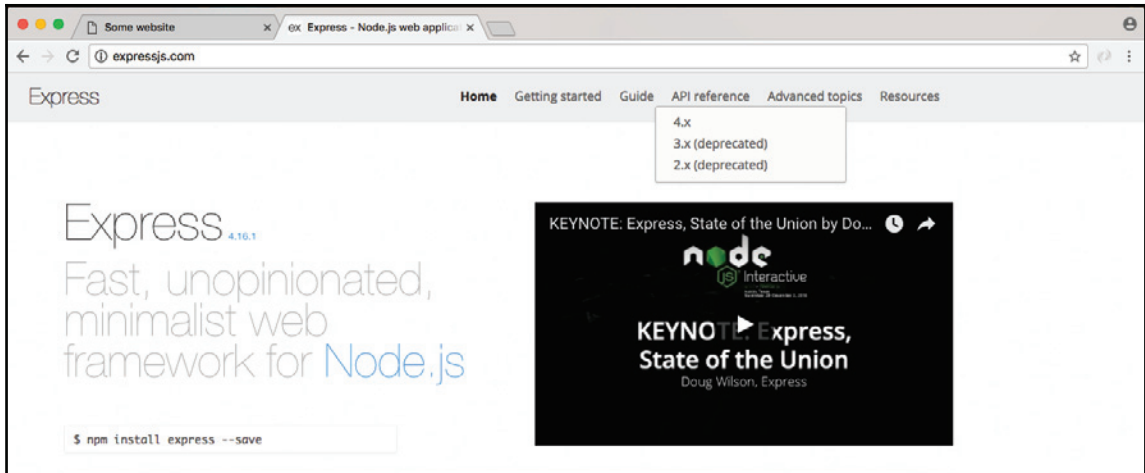 Some website
ex Express - Node.js web applica
expressjs.com
Express
Home Getting started Guide API reference Advanced topics Resources
4.x
3.x (deprecated)
2.x (deprecated)
Express 4.16.1
Fast, unopinionated,
minimalist web
framework for Node.js
$ npm install express --save
KEYNOTE: Express, State of the Union by Do...
node
JS Interactive
KEYNOTE: Express,
State of the Union
Doug Wilson, Express